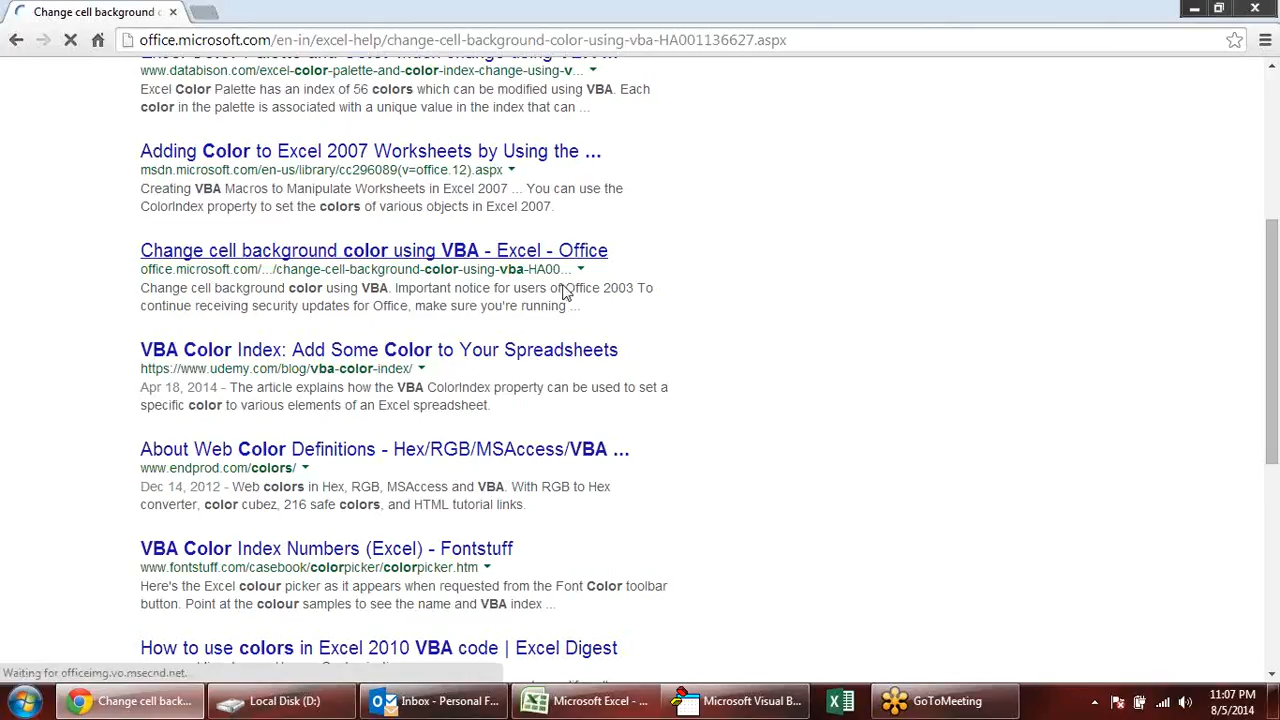 Change cell background c
office.microsoft.com/en-in/excel-help/change-cell-background-color-using-vba-HA001136627.aspx
www.databison.com/excel-color-palette-and-color-index-change-using-v...
Excel Color Palette has an index of 56 colors which can be modified using VBA. Each
color in the palette is associated with a unique value in the index that can ...
Adding Color to Excel 2007 Worksheets by Using the ...
msdn.microsoft.com/en-us/library/cc296089(v=office.12).aspx
Creating VBA Macros to Manipulate Worksheets in Excel 2007 ... You can use the
ColorIndex property to set the colors of various objects in Excel 2007.
Change cell background color using VBA - Excel - Office
office.microsoft.com/.../change-cell-background-color-using-vba-HA00...
Change cell background color using VBA. Important notice for users of Office 2003 To
continue receiving security updates for Office, make sure you're running ...
VBA Color Index: Add Some Color to Your Spreadsheets
https://www.udemy.com/blog/vba-color-index/
Apr 18, 2014 - The article explains how the VBA ColorIndex property can be used to set a
specific color to various elements of an Excel spreadsheet.
About Web Color Definitions - Hex/RGB/MSAccess/VBA ...
www.endprod.com/colors/
Dec 14, 2012 - Web colors in Hex, RGB, MSAccess and VBA. With RGB to Hex
converter, color cubez, 216 safe colors, and HTML tutorial links.
VBA Color Index Numbers (Excel) - Fontstuff
www.fontstuff.com/casebook/colorpicker/colorpicker.htm
Here's the Excel colour picker as it appears when requested from the Font Color toolbar
button. Point at the colour samples to see the name and VBA index ...
How to use colors in Excel 2010 VBA code | Excel Digest
Waiting for officeimg.vo.msecnd.net...
Change cell back...
Local Disk (D:)
Inbox - Personal F...
Microsoft Excel - ...
Microsoft Visual B...
GoToMeeting
11:07 PM
8/5/2014